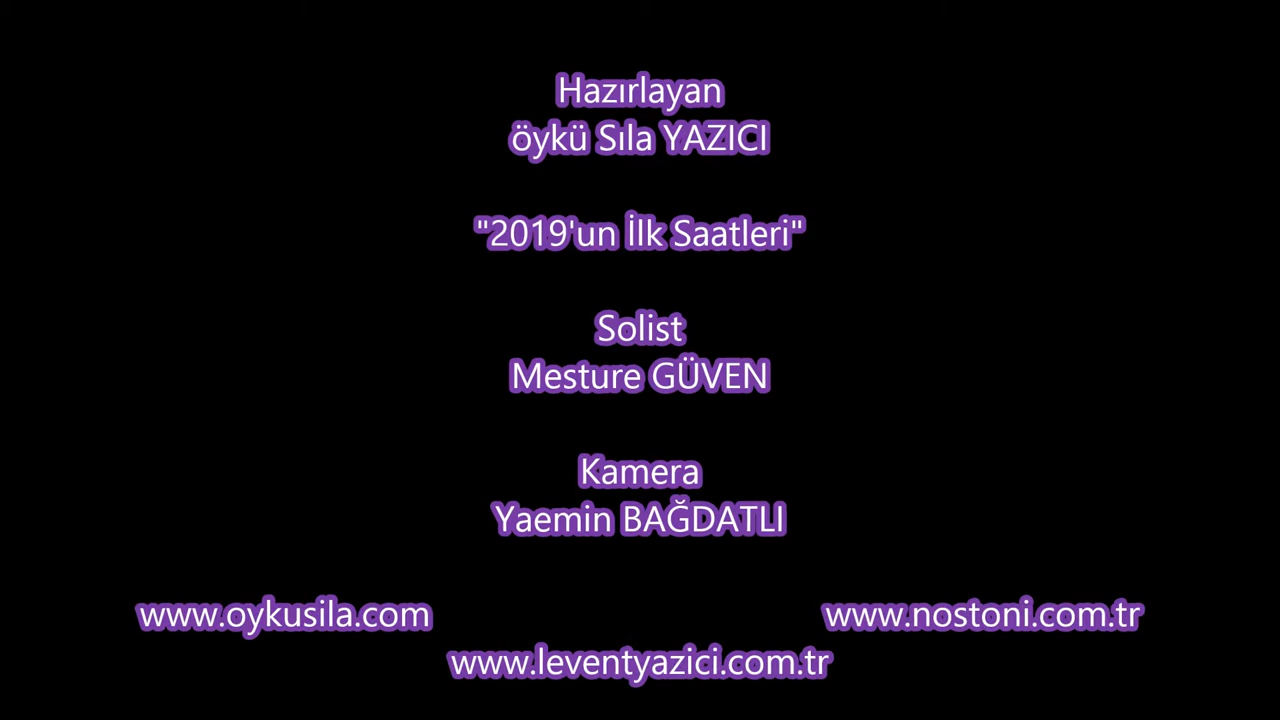 Hazırlayan
öykü Sıla YAZICI
"2019'un İlk Saatleri"
Solist
Mesture GÜVEN
Kamera
Yaemin BAĞDATLI
www.oykusila.com
www.nostoni.com.tr
www.leventyazici.com.tr